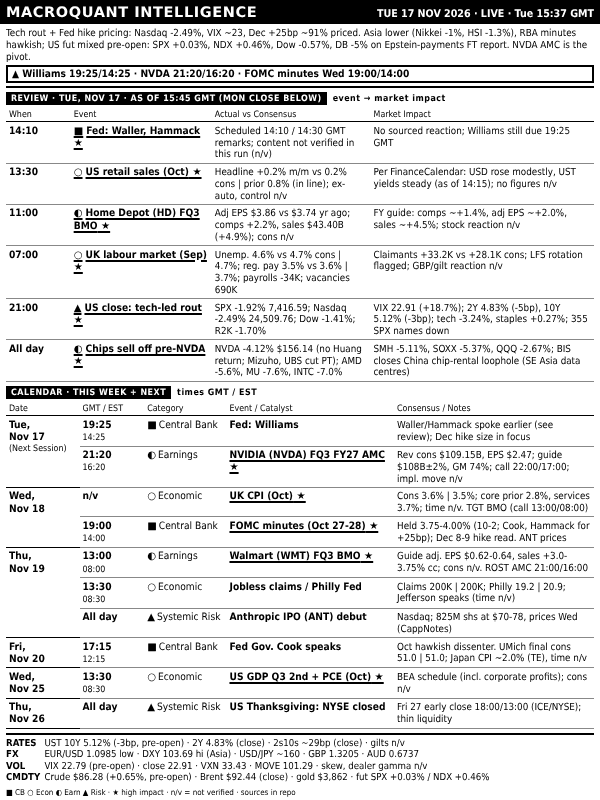 MACROQUANT INTELLIGENCE
TUE 17 NOV 2026 · LIVE · Tue 15:37 GMT
Tech rout + Fed hike pricing: Nasdaq -2.49%, VIX ~23, Dec +25bp ~91% priced. Asia lower (Nikkei -1%, HSI -1.3%), RBA minutes
hawkish; US fut mixed pre-open: SPX +0.03%, NDX +0.46%, Dow -0.57%, DB -5% on Epstein-payments FT report. NVDA AMC is the
pivot.
▲ Williams 19:25/14:25 · NVDA 21:20/16:20 · FOMC minutes Wed 19:00/14:00
REVIEW · TUE, NOV 17 · AS OF 15:45 GMT (MON CLOSE BELOW) event → market impact
When Event Actual vs Consensus Market Impact
14:10 ■ Fed: Waller, Hammack Scheduled 14:10 / 14:30 GMT No sourced reaction; Williams still due 19:25
★ remarks; content not verified in GMT
this run (n/v)
13:30 ○ US retail sales (Oct) ★ Headline +0.2% m/m vs 0.2% Per FinanceCalendar: USD rose modestly, UST
cons | prior 0.8% (in line); ex- yields steady (as of 14:15); no figures n/v
auto, control n/v
11:00 ◐ Home Depot (HD) FQ3 Adj EPS $3.86 vs $3.74 yr ago; FY guide: comps ~+1.4%, adj EPS ~+2.0%,
BMO ★ comps +2.2%, sales $43.40B sales ~+4.5%; stock reaction n/v
(+4.9%); cons n/v
07:00 ○ UK labour market (Sep) Unemp. 4.6% vs 4.7% cons | Claimants +33.2K vs +28.1K cons; LFS rotation
★ 4.7%; reg. pay 3.5% vs 3.6% | flagged; GBP/gilt reaction n/v
3.7%; payrolls -34K; vacancies
690K
21:00 ▲ US close: tech-led rout SPX -1.92% 7,416.59; Nasdaq VIX 22.91 (+18.7%); 2Y 4.83% (-5bp), 10Y
★ -2.49% 24,509.76; Dow -1.41%; 5.12% (-3bp); tech -3.24%, staples +0.27%; 355
R2K -1.70% SPX names down
All day ◐ Chips sell off pre-NVDA NVDA -4.12% $156.14 (no Huang SMH -5.11%, SOXX -5.37%, QQQ -2.67%; BIS
★ return; Mizuho, UBS cut PT); AMD closes China chip-rental loophole (SE Asia data
-5.6%, MU -7.6%, INTC -7.0% centres)
CALENDAR · THIS WEEK + NEXT times GMT / EST
Date GMT / EST Category Event / Catalyst Consensus / Notes
Tue, 19:25 ■ Central Bank Fed: Williams Waller/Hammack spoke earlier (see
Nov 17 14:25 review); Dec hike size in focus
(Next Session)
21:20 ◐ Earnings NVIDIA (NVDA) FQ3 FY27 AMC Rev cons $109.15B, EPS $2.47; guide
16:20 ★ $108B±2%, GM 74%; call 22:00/17:00;
impl. move n/v
Wed, n/v ○ Economic UK CPI (Oct) ★ Cons 3.6% | 3.5%; core prior 2.8%, services
Nov 18 3.7%; time n/v. TGT BMO (call 13:00/08:00)
19:00 ■ Central Bank FOMC minutes (Oct 27-28) ★ Held 3.75-4.00% (10-2; Cook, Hammack for
14:00 +25bp); Dec 8-9 hike read. ANT prices
Thu, 13:00 ◐ Earnings Walmart (WMT) FQ3 BMO ★ Guide adj. EPS $0.62-0.64, sales +3.0-
Nov 19 08:00 3.75% cc; cons n/v. ROST AMC 21:00/16:00
13:30 ○ Economic Jobless claims / Philly Fed Claims 200K | 200K; Philly 19.2 | 20.9;
08:30 Jefferson speaks (time n/v)
All day ▲ Systemic Risk Anthropic IPO (ANT) debut Nasdaq; 825M shs at $70-78, prices Wed
(CappNotes)
Fri, 17:15 ■ Central Bank Fed Gov. Cook speaks Oct hawkish dissenter. UMich final cons
Nov 20 12:15 51.0 | 51.0; Japan CPI ~2.0% (TE), time n/v
Wed, 13:30 ○ Economic US GDP Q3 2nd + PCE (Oct) ★ BEA schedule (incl. corporate profits); cons
Nov 25 08:30 n/v
Thu, All day ▲ Systemic Risk US Thanksgiving: NYSE closed Fri 27 early close 18:00/13:00 (ICE/NYSE);
Nov 26 thin liquidity
RATES UST 10Y 5.12% (-3bp, pre-open) · 2Y 4.83% (close) · 2s10s ~29bp (close) · gilts n/v
FX EUR/USD 1.0985 low · DXY 103.69 hi (Asia) · USD/JPY ~160 · GBP 1.3205 · AUD 0.6737
VOL VIX 22.79 (pre-open) · close 22.91 · VXN 33.43 · MOVE 101.29 · skew, dealer gamma n/v
CMDTY Crude $86.28 (+0.65%, pre-open) · Brent $92.44 (close) · gold $3,862 · fut SPX +0.03% / NDX +0.46%
■ CB ○ Econ ◐ Earn ▲ Risk · ★ high impact · n/v = not verified · sources in repo